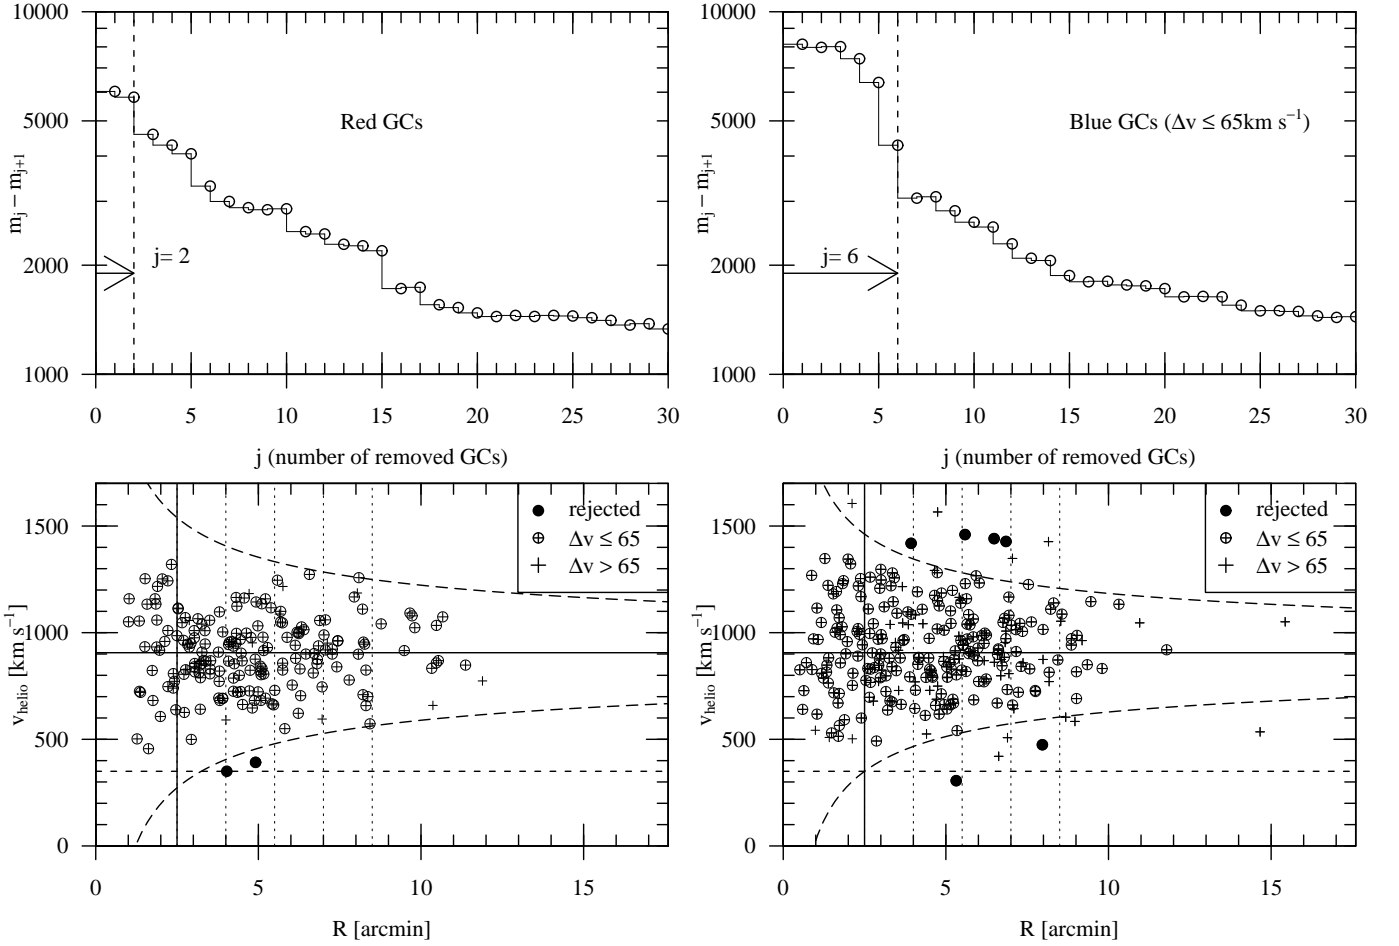 10000
5000
2000
1000
m_j − m_{j+1}
Red GCs
j= 2
0 5 10 15 20 25 30
j (number of removed GCs)
10000
5000
2000
1000
m_j − m_{j+1}
Blue GCs (Δv ≤ 65km s⁻¹)
j= 6
0 5 10 15 20 25 30
j (number of removed GCs)
1500
1000
500
0
v_helio [km s⁻¹]
rejected
Δv ≤ 65
Δv > 65
0 5 10 15
R [arcmin]
1500
1000
500
0
v_helio [km s⁻¹]
rejected
Δv ≤ 65
Δv > 65
0 5 10 15
R [arcmin]